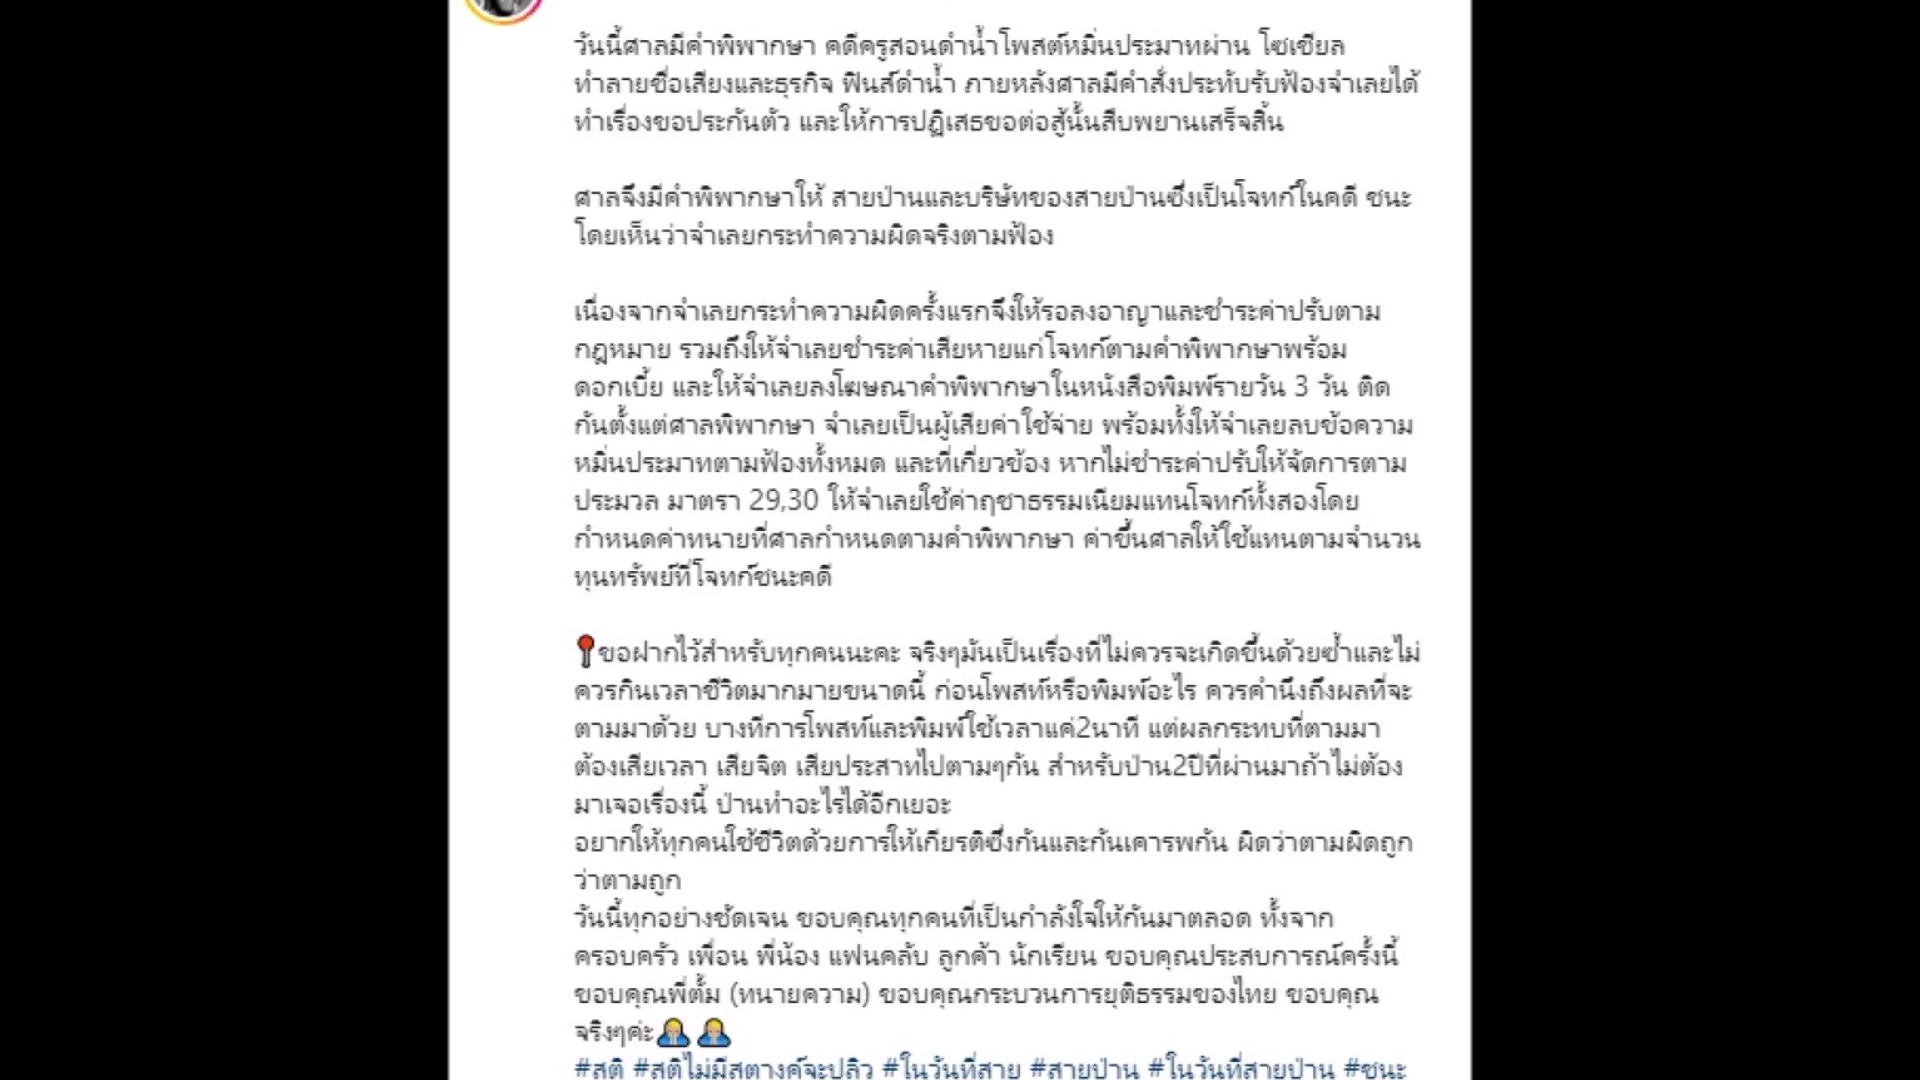 วันนี้ศาลมีคำพิพากษา คดีครูสอนดำน้ำโพสต์หมิ่นประมาทผ่าน โซเชียล
ทำลายชื่อเสียงและธุรกิจ ฟินส์ดำน้ำ ภายหลังศาลมีคำสั่งประทับรับฟ้องจำเลยได้
ทำเรื่องขอประกันตัว และให้การปฏิเสธขอต่อสู้นั้นสืบพยานเสร็จสิ้น
ศาลจึงมีคำพิพากษาให้ สายป่านและบริษัทของสายป่านซึ่งเป็นโจทก์ในคดี ชนะ
โดยเห็นว่าจำเลยกระทำความผิดจริงตามฟ้อง
เนื่องจากจำเลยกระทำความผิดครั้งแรกจึงให้รอลงอาญาและชำระค่าปรับตาม
กฎหมาย รวมถึงให้จำเลยชำระค่าเสียหายแก่โจทก์ตามคำพิพากษาพร้อม
ดอกเบี้ย และให้จำเลยลงโฆษณาคำพิพากษาในหนังสือพิมพ์รายวัน 3 วัน ติด
กันตั้งแต่ศาลพิพากษา จำเลยเป็นผู้เสียค่าใช้จ่าย พร้อมทั้งให้จำเลยลบข้อความ
หมิ่นประมาทตามฟ้องทั้งหมด และที่เกี่ยวข้อง หากไม่ชำระค่าปรับให้จัดการตาม
ประมวล มาตรา 29,30 ให้จำเลยใช้ค่าฤชาธรรมเนียมแทนโจทก์ทั้งสองโดย
กำหนดค่าทนายที่ศาลกำหนดตามคำพิพากษา ค่าขึ้นศาลให้ใช้แทนตามจำนวน
ทุนทรัพย์ที่โจทก์ชนะคดี
📍ขอฝากไว้สำหรับทุกคนนะคะ จริงๆมันเป็นเรื่องที่ไม่ควรจะเกิดขึ้นด้วยซ้ำและไม่
ควรกินเวลาชีวิตมากมายขนาดนี้ ก่อนโพสท์หรือพิมพ์อะไร ควรคำนึงถึงผลที่จะ
ตามมาด้วย บางทีการโพสท์และพิมพ์ใช้เวลาแค่2นาที แต่ผลกระทบที่ตามมา
ต้องเสียเวลา เสียจิต เสียประสาทไปตามๆกัน สำหรับป่าน2ปีที่ผ่านมาถ้าไม่ต้อง
มาเจอเรื่องนี้ ป่านทำอะไรได้อีกเยอะ
อยากให้ทุกคนใช้ชีวิตด้วยการให้เกียรติซึ่งกันและกันเคารพกัน ผิดว่าตามผิดถูก
ว่าตามถูก
วันนี้ทุกอย่างชัดเจน ขอบคุณทุกคนที่เป็นกำลังใจให้กันมาตลอด ทั้งจาก
ครอบครัว เพื่อน พี่น้อง แฟนคลับ ลูกค้า นักเรียน ขอบคุณประสบการณ์ครั้งนี้
ขอบคุณพี่ตั้ม (ทนายความ) ขอบคุณกระบวนการยุติธรรมของไทย ขอบคุณ
จริงๆค่ะ🙏🙏
#สติ #สติไม่มีสตางค์จะปลิว #ในวันที่สาย #สายป่าน #ในวันที่สายป่าน #ชนะ